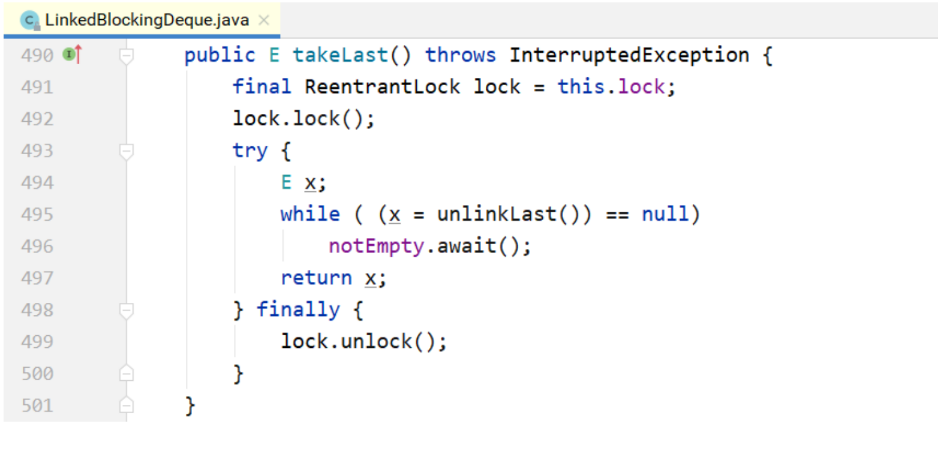 LinkedBlockingDeque.java
490 public E takeLast() throws InterruptedException {
491 final ReentrantLock lock = this.lock;
492 lock.lock();
493 try {
494 E x;
495 while ( (x = unlinkLast()) == null)
496 notEmpty.await();
497 return x;
498 } finally {
499 lock.unlock();
500 }
501 }